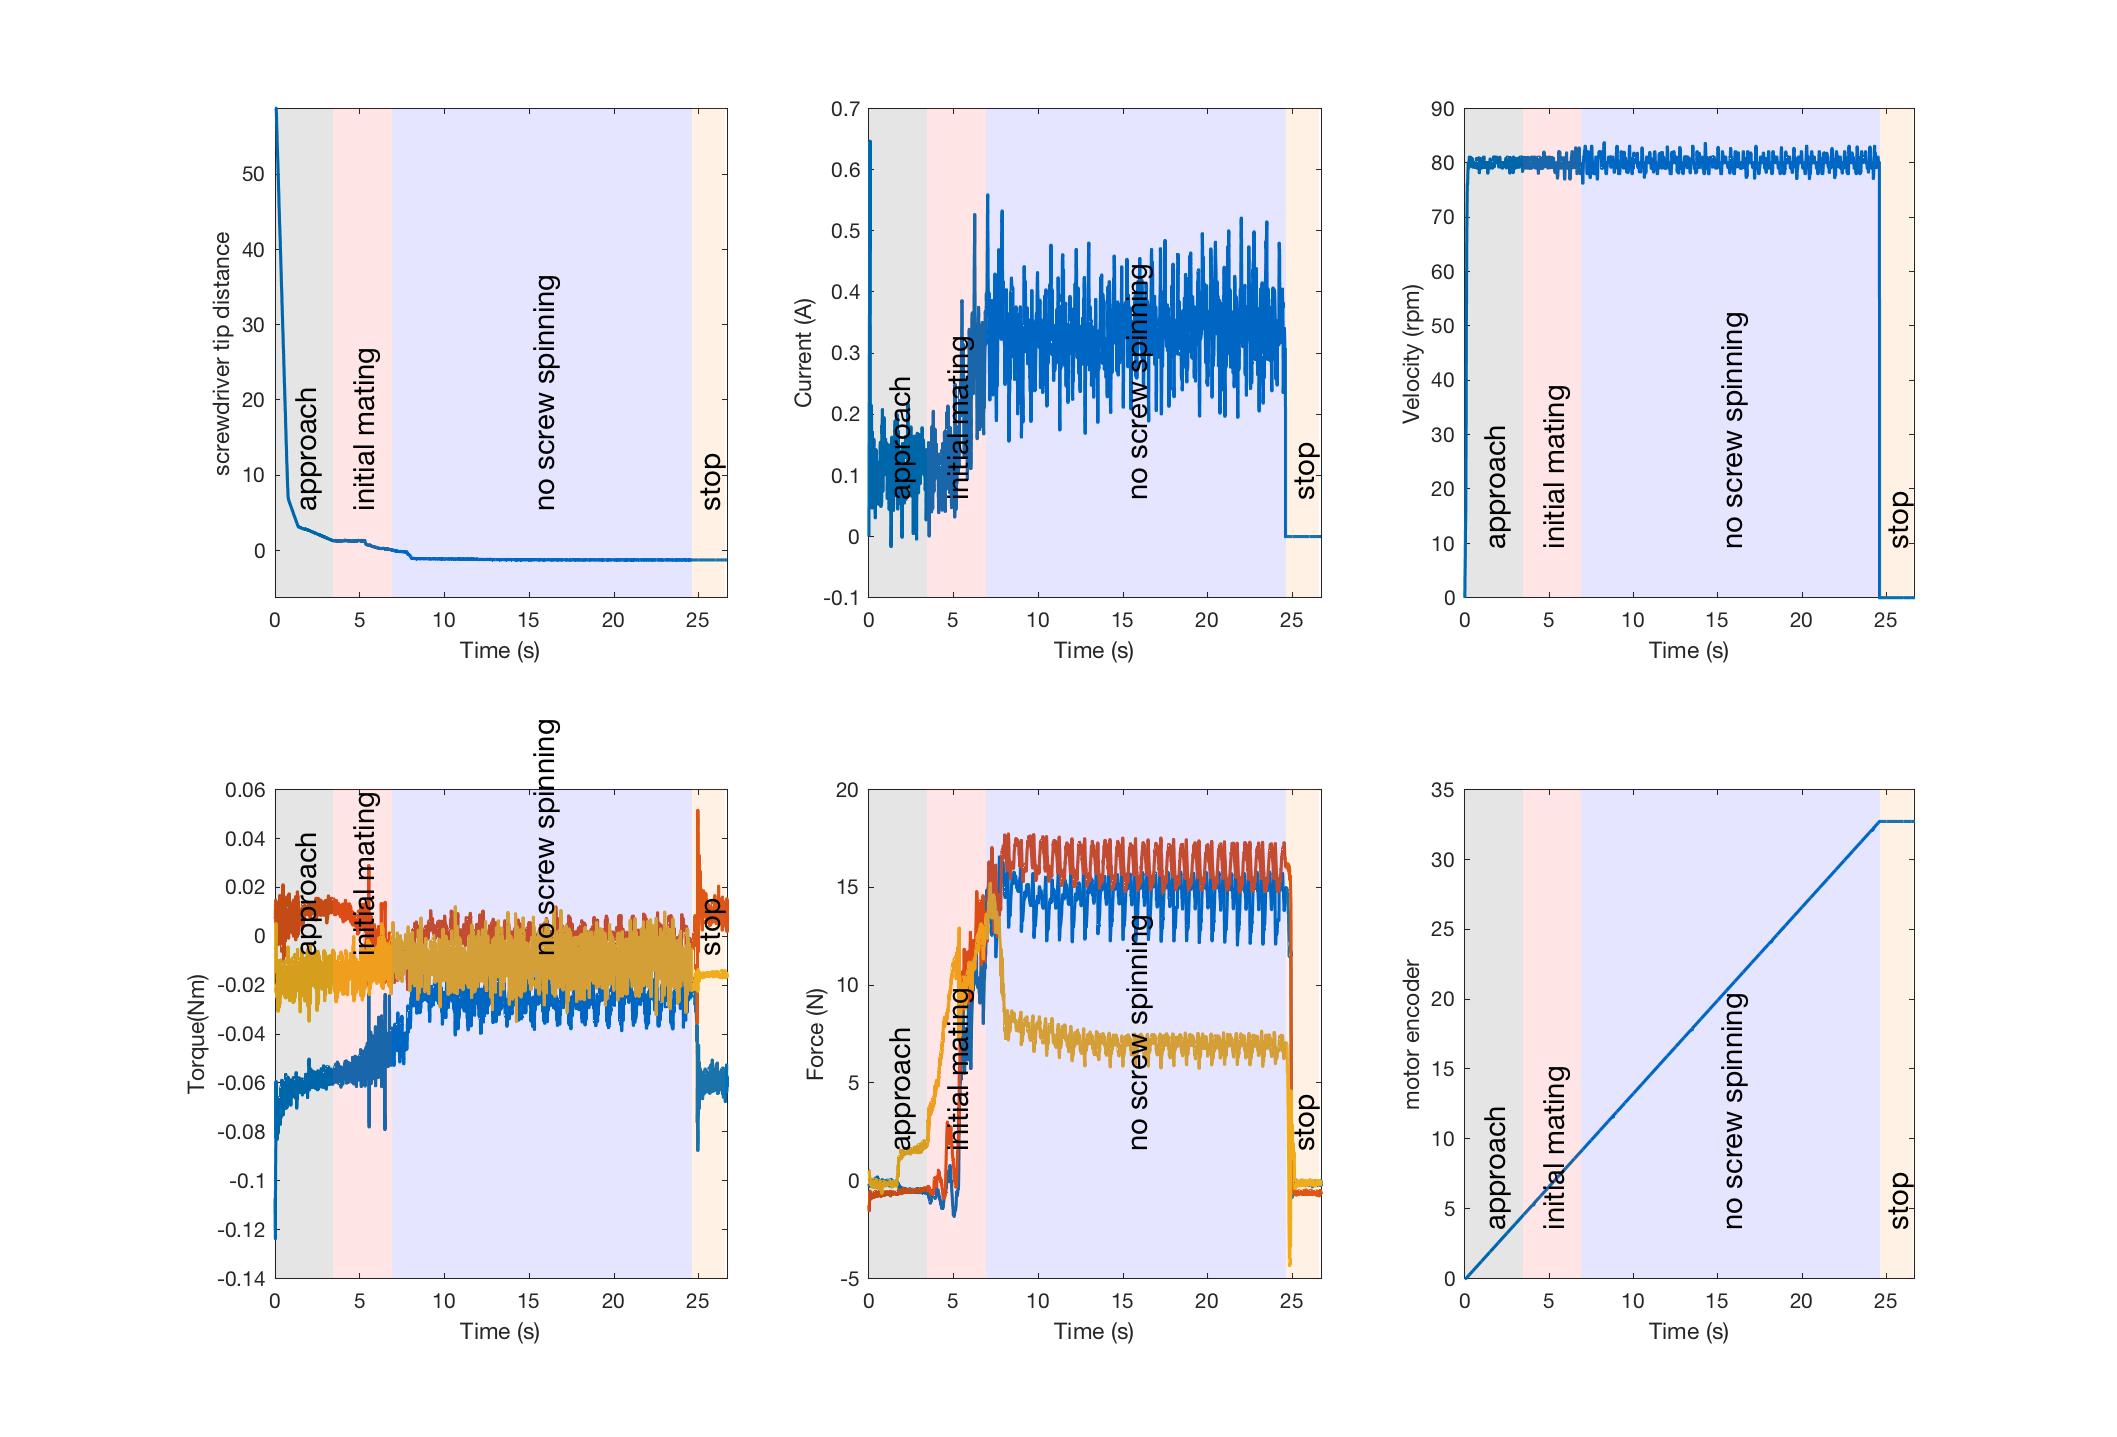 screwdriver tip distance
50
40
30
20
10
0
approach
initial mating
no screw spinning
stop
0 5 10 15 20 25
Time (s)
Current (A)
0.7
0.6
0.5
0.4
0.3
0.2
0.1
0
-0.1
approach
initial mating
no screw spinning
stop
0 5 10 15 20 25
Time (s)
Velocity (rpm)
90
80
70
60
50
40
30
20
10
0
approach
initial mating
no screw spinning
stop
0 5 10 15 20 25
Time (s)
Torque(Nm)
0.06
0.04
0.02
0
-0.02
-0.04
-0.06
-0.08
-0.1
-0.12
-0.14
approach
initial mating
no screw spinning
stop
0 5 10 15 20 25
Time (s)
Force (N)
20
15
10
5
0
-5
approach
initial mating
no screw spinning
stop
0 5 10 15 20 25
Time (s)
motor encoder
35
30
25
20
15
10
5
0
approach
initial mating
no screw spinning
stop
0 5 10 15 20 25
Time (s)